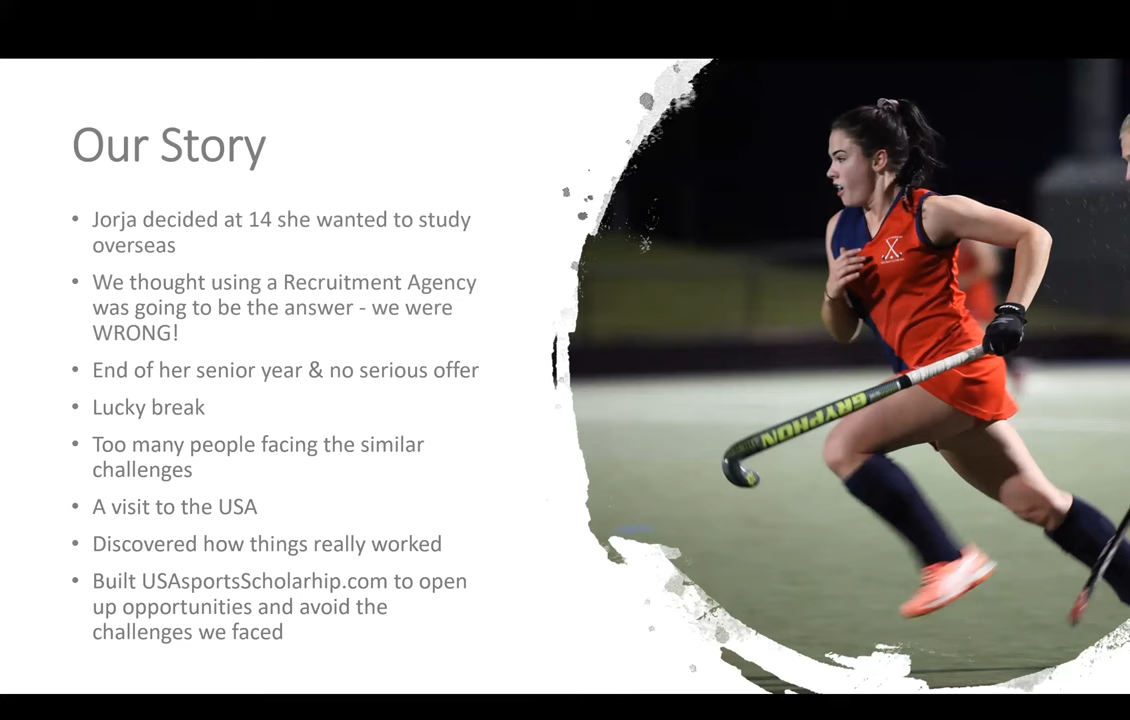 Our Story
• Jorja decided at 14 she wanted to study
overseas
• We thought using a Recruitment Agency
was going to be the answer - we were
WRONG!
• End of her senior year & no serious offer
• Lucky break
• Too many people facing the similar
challenges
• A visit to the USA
• Discovered how things really worked
• Built USAsportsScholarhip.com to open
up opportunities and avoid the
challenges we faced
GRYPHON